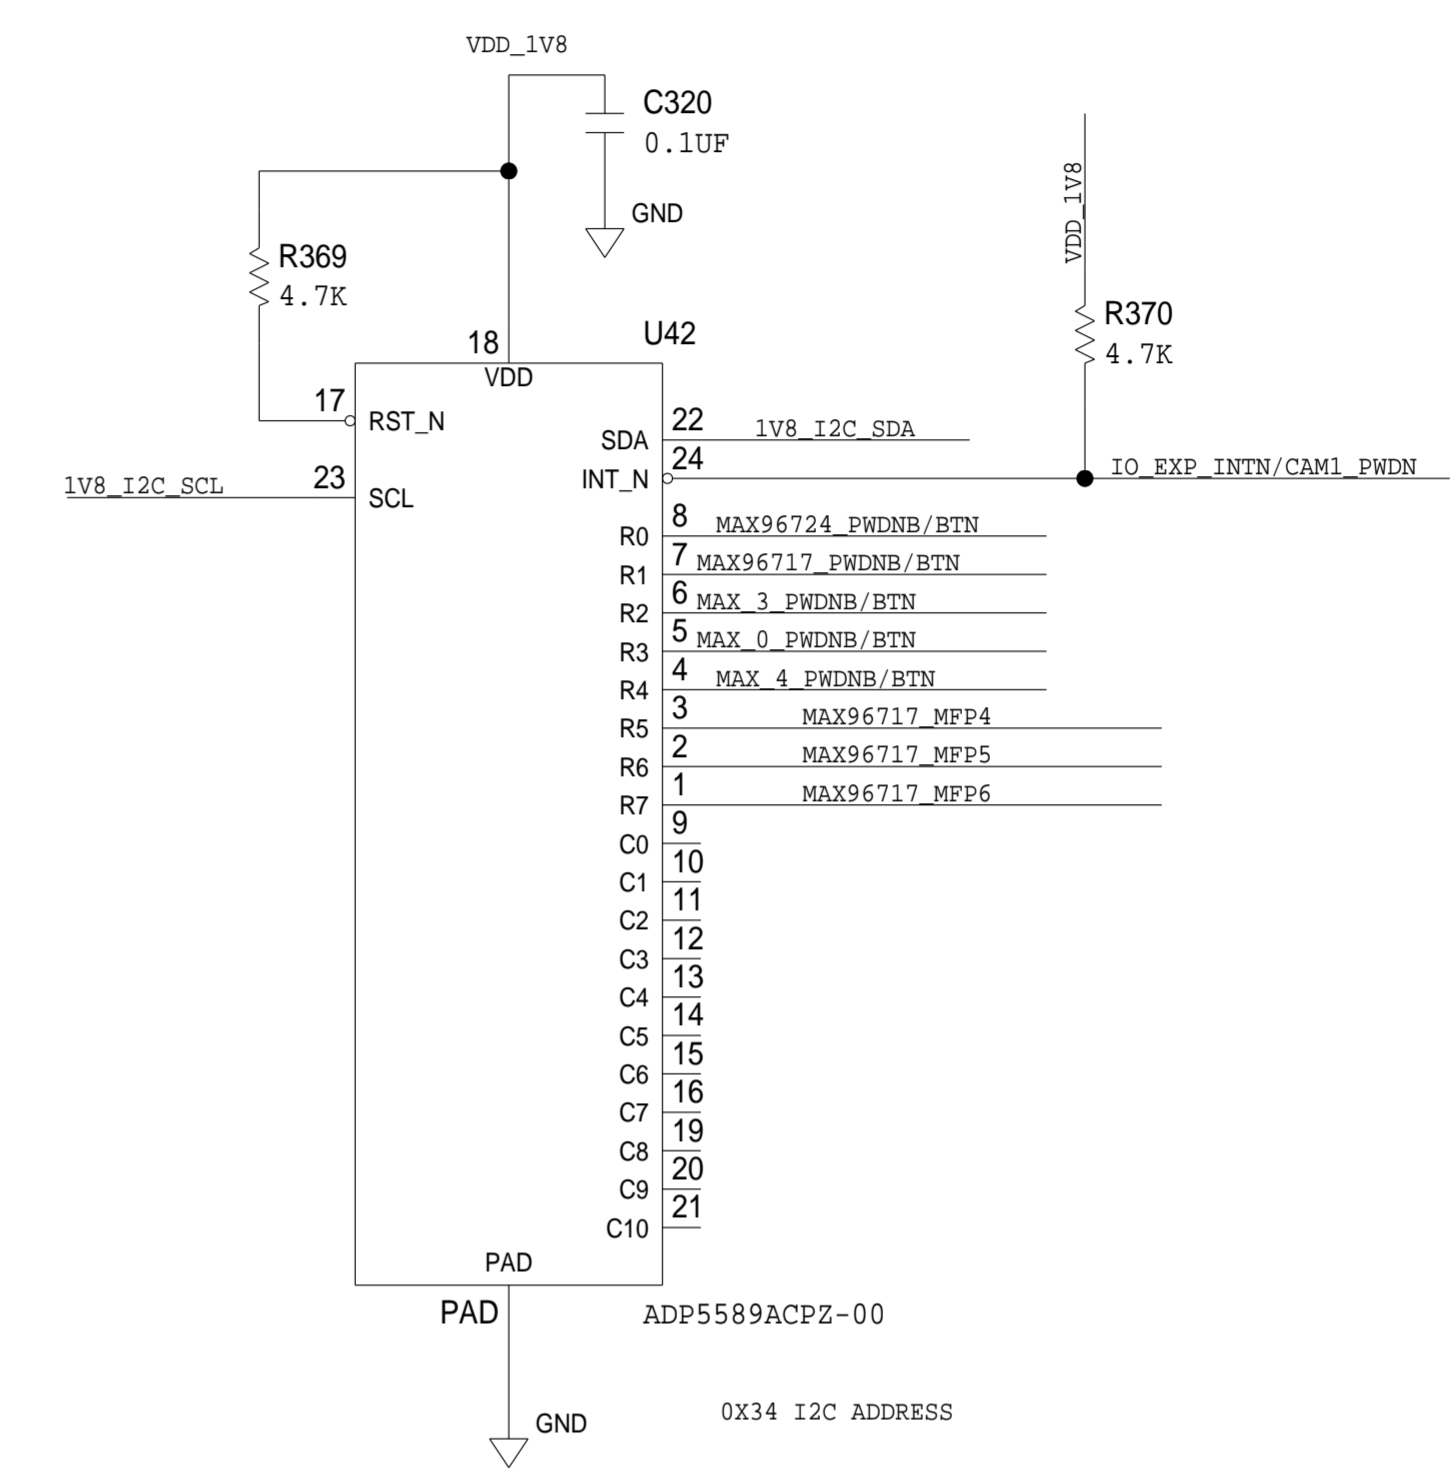 VDD_1V8
C320
0.1UF
GND
VDD_1V8
R369
4.7K
R370
4.7K
U42
18
VDD
17
RST_N
22
SDA
1V8_I2C_SDA
24
INT_N
IO_EXP_INTN/CAM1_PWDN
1V8_I2C_SCL
23
SCL
8
R0
MAX96724_PWDNB/BTN
7
R1
MAX96717_PWDNB/BTN
6
R2
MAX_3_PWDNB/BTN
5
R3
MAX_0_PWDNB/BTN
4
R4
MAX_4_PWDNB/BTN
3
R5
MAX96717_MFP4
2
R6
MAX96717_MFP5
1
R7
MAX96717_MFP6
9
C0
10
C1
11
C2
12
C3
13
C4
14
C5
15
C6
16
C7
19
C8
20
C9
21
C10
PAD
PAD
ADP5589ACPZ-00
GND
0X34 I2C ADDRESS